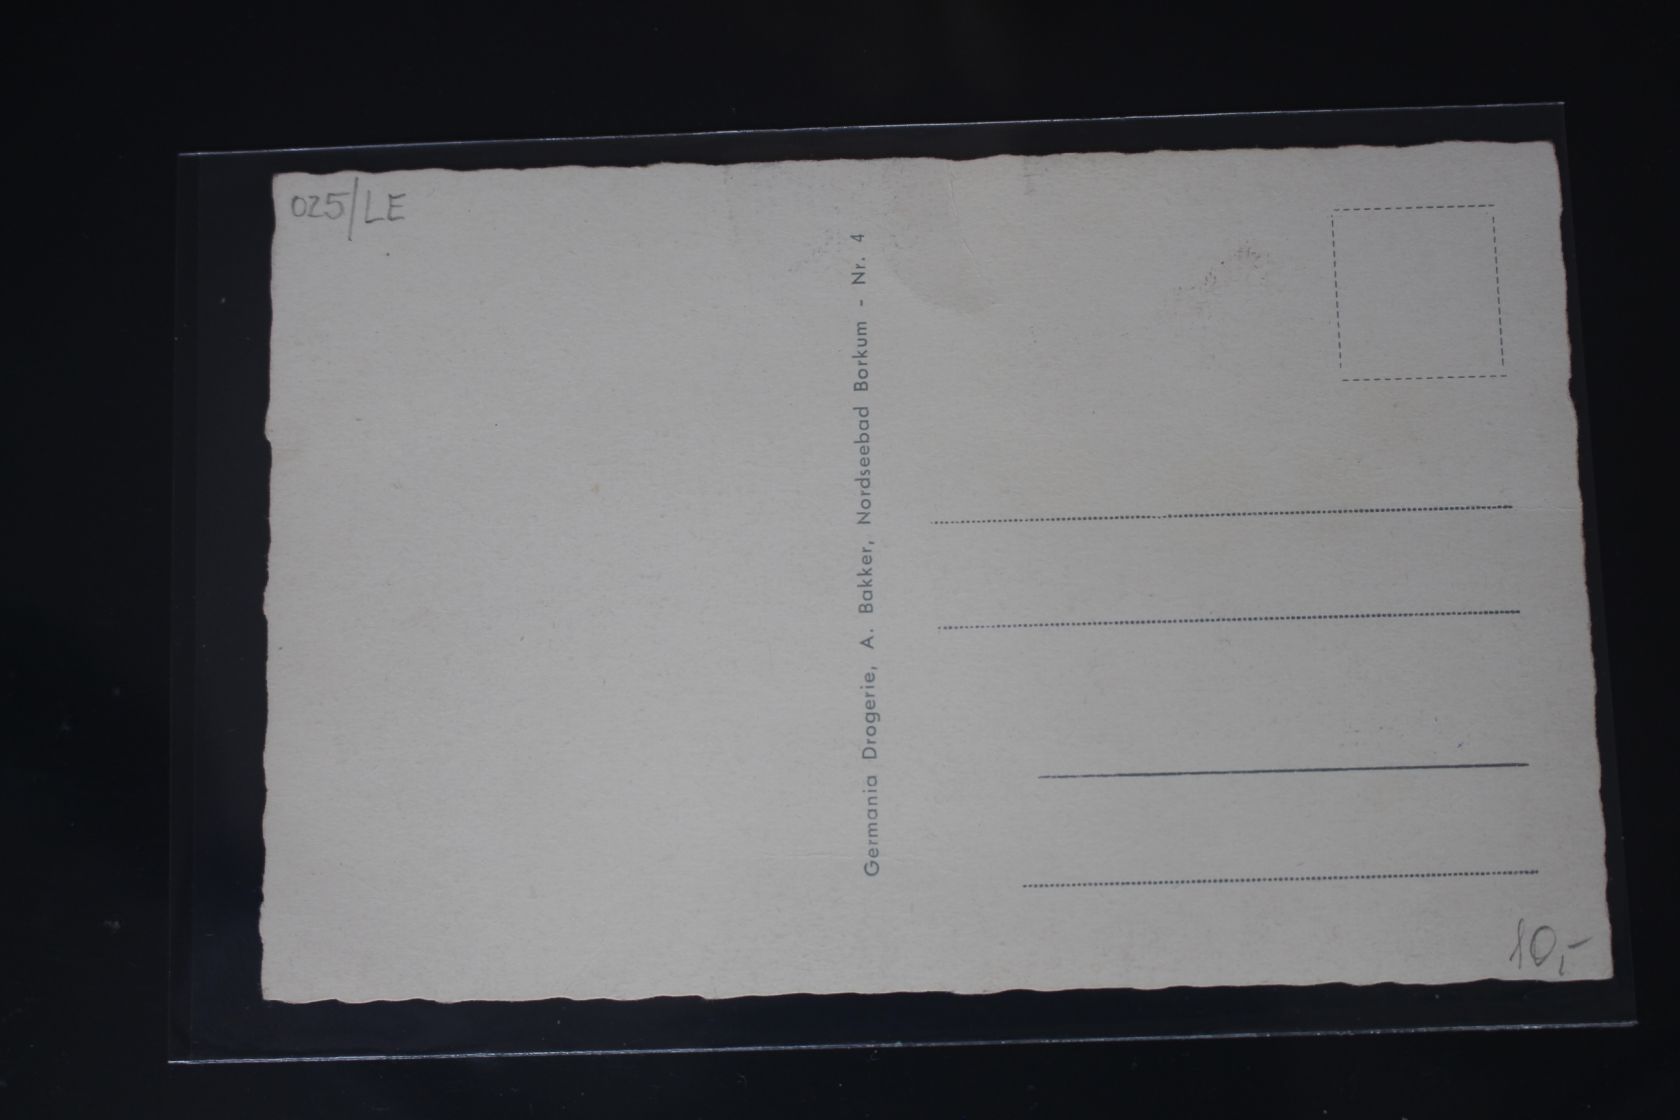 025/LE
Germania Drogerie, A. Bakker, Nordseebad Borkum - Nr. 4
10,-